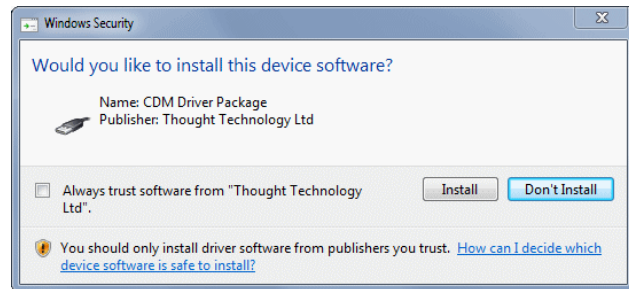 Windows Security
Would you like to install this device software?
Name: CDM Driver Package
Publisher: Thought Technology Ltd
Always trust software from "Thought Technology
Ltd".
Install
Don't Install
You should only install driver software from publishers you trust. How can I decide which
device software is safe to install?